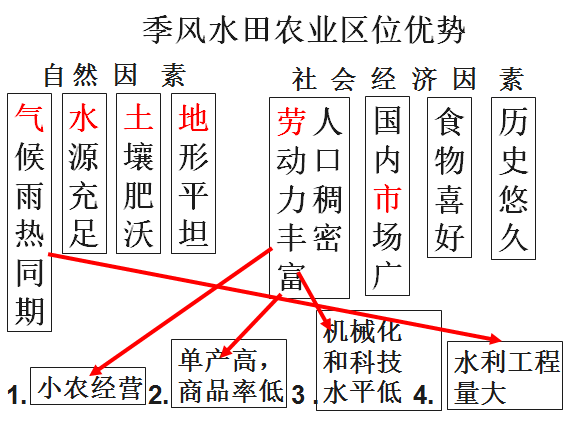 季风水田农业区位优势
自然因素
社会经济因素
气候雨热同期
水源充足
土壤肥沃
地形平坦
劳动力丰富
人口稠密
国内市场广
食物喜好
历史悠久
1.
小农经营
2.
单产高，
商品率低
3.
机械化
和科技
水平低
4.
水利工程
量大